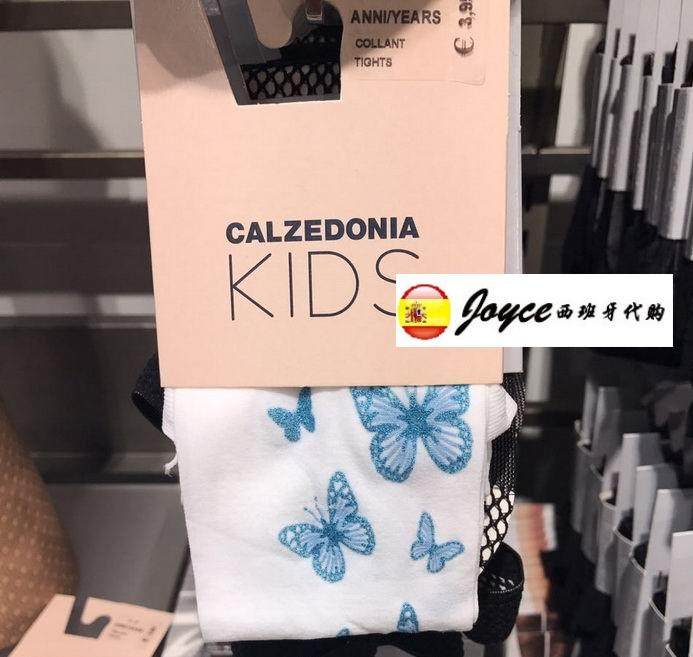 ANNI/YEARS
COLLANT
TIGHTS
CALZEDONIA
KIDS
Joyce西班牙代购